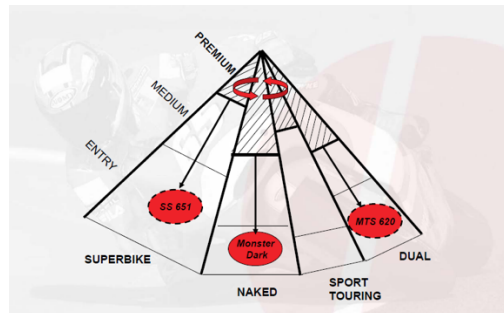 PREMIUM
MEDIUM
ENTRY
SS 651
MTS 620
Monster
Dark
SUPERBIKE
NAKED
SPORT
TOURING
DUAL